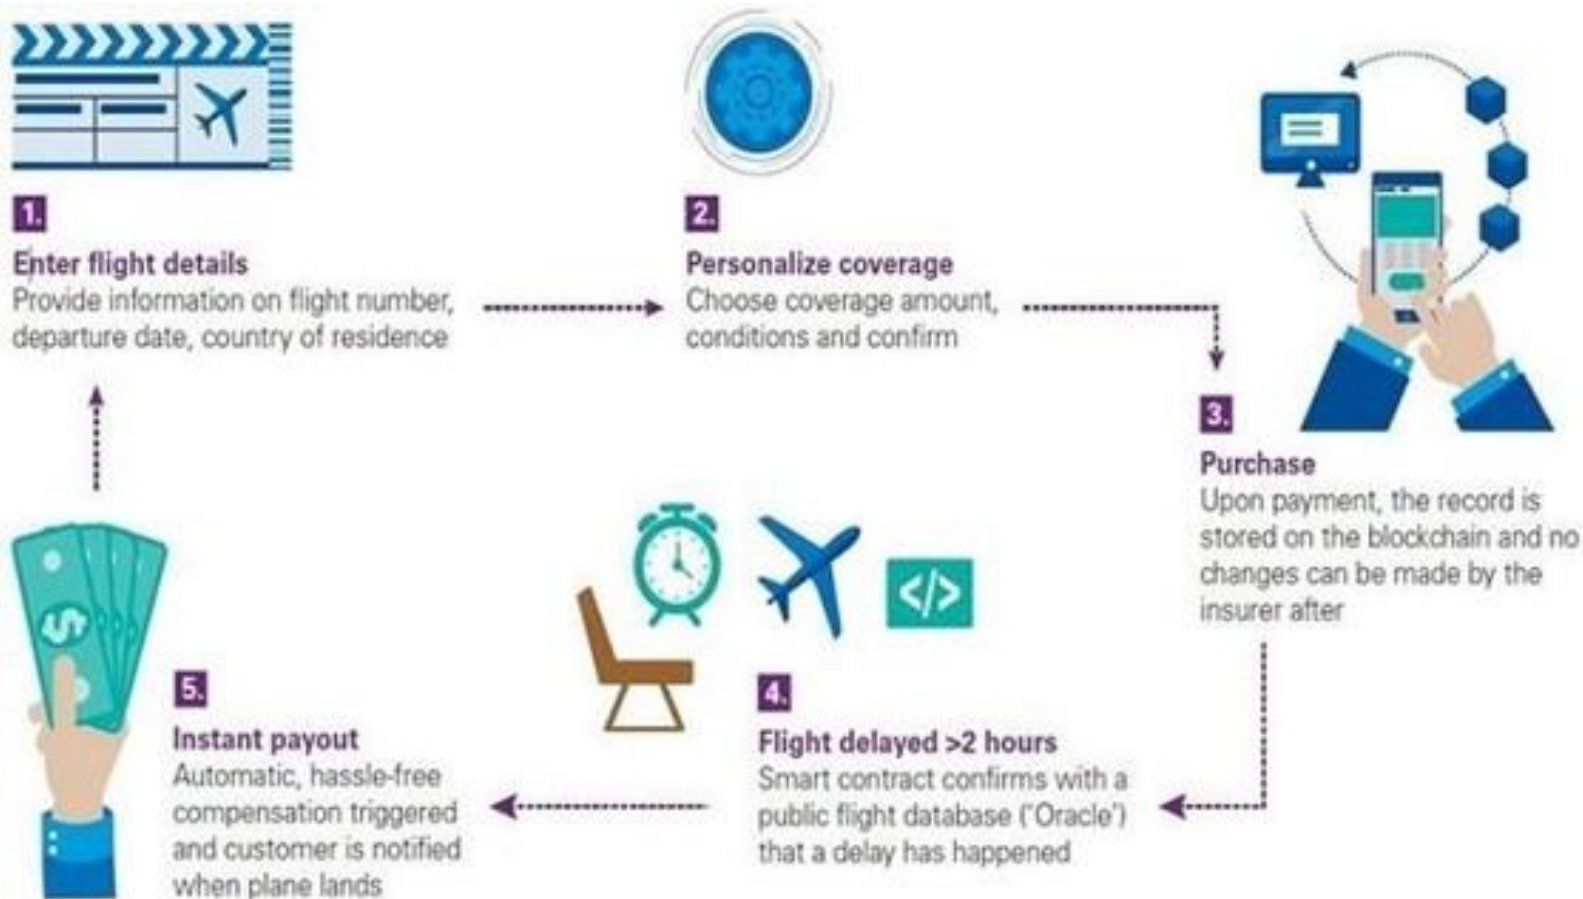 1.
Enter flight details
Provide information on flight number,
departure date, country of residence
2.
Personalize coverage
Choose coverage amount,
conditions and confirm
3.
Purchase
Upon payment, the record is
stored on the blockchain and no
changes can be made by the
insurer after
</>
4.
Flight delayed >2 hours
Smart contract confirms with a
public flight database ('Oracle')
that a delay has happened
$
5.
Instant payout
Automatic, hassle-free
compensation triggered
and customer is notified
when plane lands